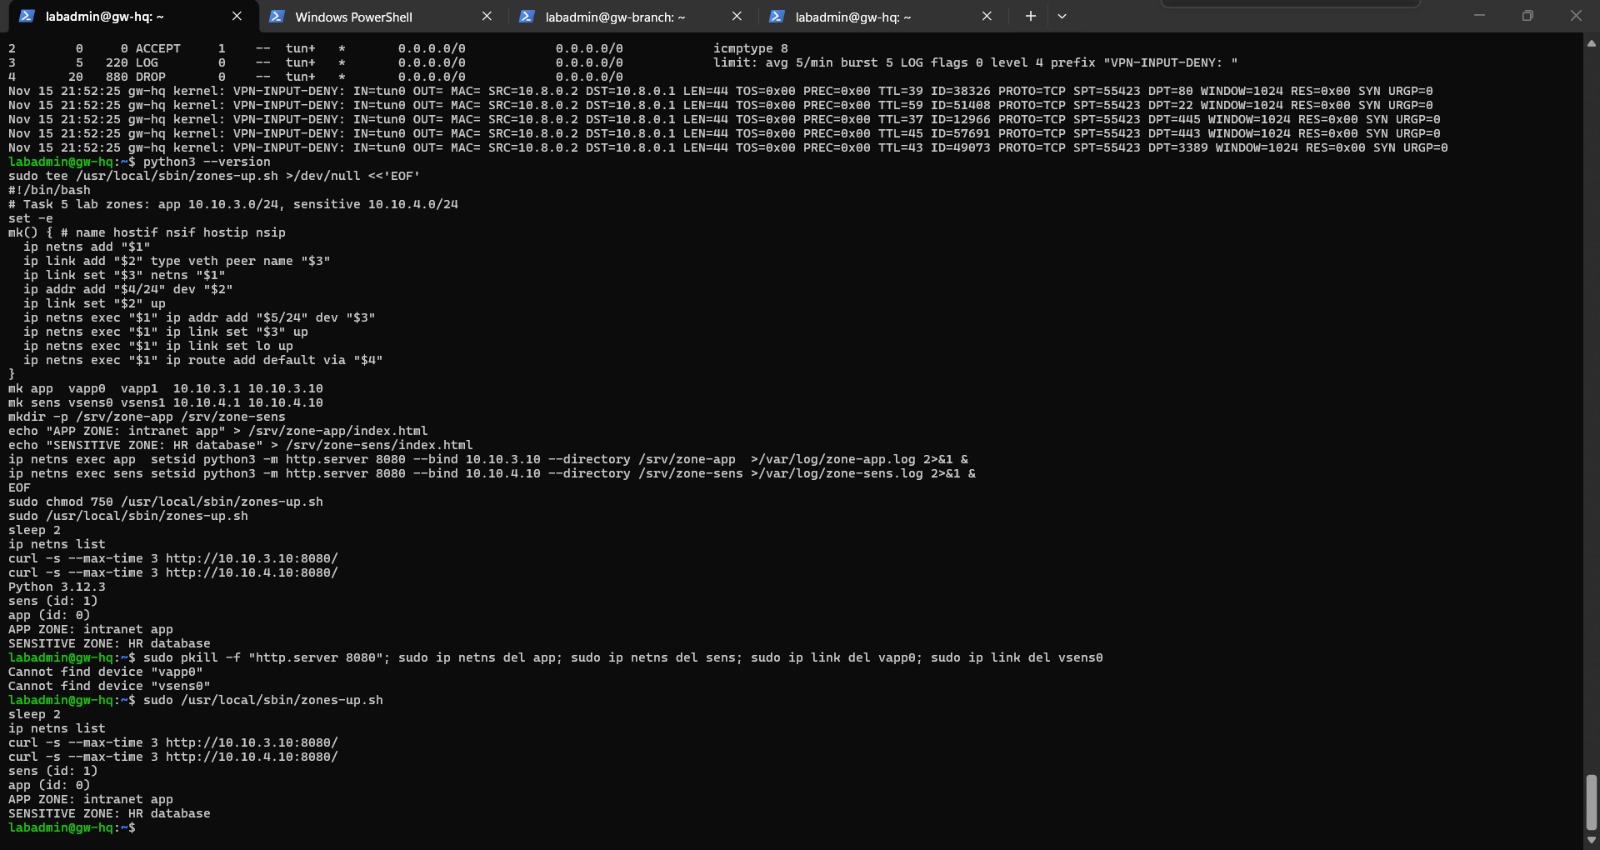 labadmin@gw-hq: ~
Windows PowerShell
labadmin@gw-branch: ~
labadmin@gw-hq: ~
2        0     0 ACCEPT     1    --  tun+   *       0.0.0.0/0            0.0.0.0/0            icmptype 8
3        5   220 LOG        0    --  tun+   *       0.0.0.0/0            0.0.0.0/0            limit: avg 5/min burst 5 LOG flags 0 level 4 prefix "VPN-INPUT-DENY: "
4       20   880 DROP       0    --  tun+   *       0.0.0.0/0            0.0.0.0/0
Nov 15 21:52:25 gw-hq kernel: VPN-INPUT-DENY: IN=tun0 OUT= MAC= SRC=10.8.0.2 DST=10.8.0.1 LEN=44 TOS=0x00 PREC=0x00 TTL=39 ID=38326 PROTO=TCP SPT=55423 DPT=80 WINDOW=1024 RES=0x00 SYN URGP=0
Nov 15 21:52:25 gw-hq kernel: VPN-INPUT-DENY: IN=tun0 OUT= MAC= SRC=10.8.0.2 DST=10.8.0.1 LEN=44 TOS=0x00 PREC=0x00 TTL=59 ID=51408 PROTO=TCP SPT=55423 DPT=22 WINDOW=1024 RES=0x00 SYN URGP=0
Nov 15 21:52:25 gw-hq kernel: VPN-INPUT-DENY: IN=tun0 OUT= MAC= SRC=10.8.0.2 DST=10.8.0.1 LEN=44 TOS=0x00 PREC=0x00 TTL=37 ID=12966 PROTO=TCP SPT=55423 DPT=445 WINDOW=1024 RES=0x00 SYN URGP=0
Nov 15 21:52:25 gw-hq kernel: VPN-INPUT-DENY: IN=tun0 OUT= MAC= SRC=10.8.0.2 DST=10.8.0.1 LEN=44 TOS=0x00 PREC=0x00 TTL=45 ID=57691 PROTO=TCP SPT=55423 DPT=443 WINDOW=1024 RES=0x00 SYN URGP=0
Nov 15 21:52:25 gw-hq kernel: VPN-INPUT-DENY: IN=tun0 OUT= MAC= SRC=10.8.0.2 DST=10.8.0.1 LEN=44 TOS=0x00 PREC=0x00 TTL=43 ID=49073 PROTO=TCP SPT=55423 DPT=3389 WINDOW=1024 RES=0x00 SYN URGP=0
labadmin@gw-hq:~$ python3 --version
sudo tee /usr/local/sbin/zones-up.sh >/dev/null <<'EOF'
#!/bin/bash
# Task 5 lab zones: app 10.10.3.0/24, sensitive 10.10.4.0/24
set -e
mk() { # name hostif nsif hostip nsip
  ip netns add "$1"
  ip link add "$2" type veth peer name "$3"
  ip link set "$3" netns "$1"
  ip addr add "$4/24" dev "$2"
  ip link set "$2" up
  ip netns exec "$1" ip addr add "$5/24" dev "$3"
  ip netns exec "$1" ip link set "$3" up
  ip netns exec "$1" ip link set lo up
  ip netns exec "$1" ip route add default via "$4"
}
mk app  vapp0  vapp1  10.10.3.1 10.10.3.10
mk sens vsens0 vsens1 10.10.4.1 10.10.4.10
mkdir -p /srv/zone-app /srv/zone-sens
echo "APP ZONE: intranet app" > /srv/zone-app/index.html
echo "SENSITIVE ZONE: HR database" > /srv/zone-sens/index.html
ip netns exec app  setsid python3 -m http.server 8080 --bind 10.10.3.10 --directory /srv/zone-app  >/var/log/zone-app.log 2>&1 &
ip netns exec sens setsid python3 -m http.server 8080 --bind 10.10.4.10 --directory /srv/zone-sens >/var/log/zone-sens.log 2>&1 &
EOF
sudo chmod 750 /usr/local/sbin/zones-up.sh
sudo /usr/local/sbin/zones-up.sh
sleep 2
ip netns list
curl -s --max-time 3 http://10.10.3.10:8080/
curl -s --max-time 3 http://10.10.4.10:8080/
Python 3.12.3
sens (id: 1)
app (id: 0)
APP ZONE: intranet app
SENSITIVE ZONE: HR database
labadmin@gw-hq:~$ sudo pkill -f "http.server 8080"; sudo ip netns del app; sudo ip netns del sens; sudo ip link del vapp0; sudo ip link del vsens0
Cannot find device "vapp0"
Cannot find device "vsens0"
labadmin@gw-hq:~$ sudo /usr/local/sbin/zones-up.sh
sleep 2
ip netns list
curl -s --max-time 3 http://10.10.3.10:8080/
curl -s --max-time 3 http://10.10.4.10:8080/
sens (id: 1)
app (id: 0)
APP ZONE: intranet app
SENSITIVE ZONE: HR database
labadmin@gw-hq:~$